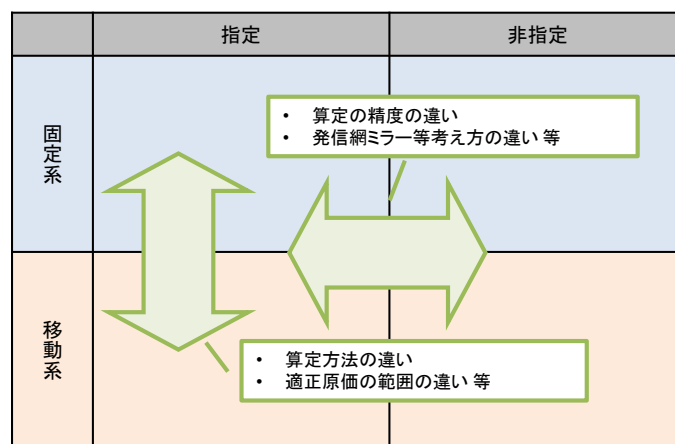 指定
非指定
固定系
・ 算定の精度の違い
・ 発信網ミラー等考え方の違い 等
移動系
・ 算定方法の違い
・ 適正原価の範囲の違い 等